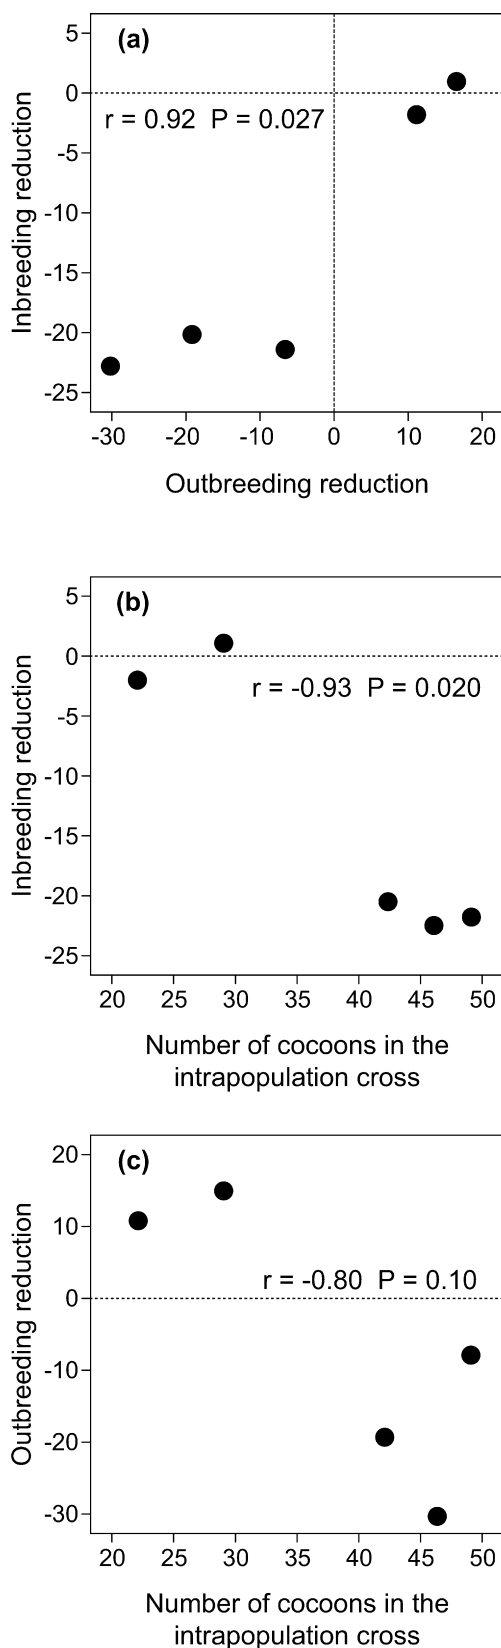 (a)
5
0
-5
-10
-15
-20
-25
Inbreeding reduction
r = 0.92 P = 0.027
-30 -20 -10 0 10 20
Outbreeding reduction
(b)
5
0
-5
-10
-15
-20
-25
Inbreeding reduction
r = -0.93 P = 0.020
20 25 30 35 40 45 50
Number of cocoons in the
intrapopulation cross
(c)
20
10
0
-10
-20
-30
Outbreeding reduction
r = -0.80 P = 0.10
20 25 30 35 40 45 50
Number of cocoons in the
intrapopulation cross